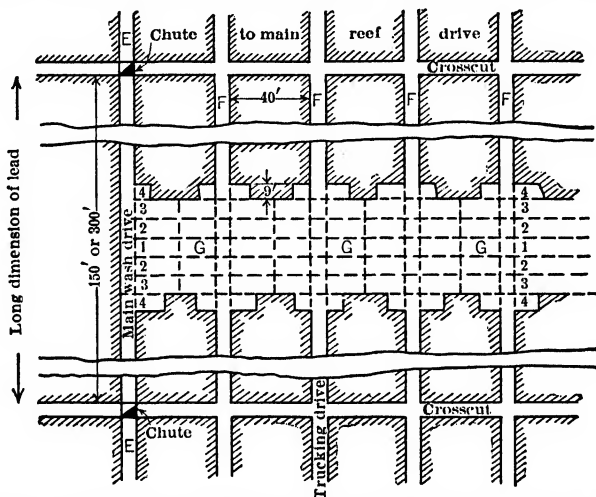 E Chute to main reef drive
Crosscut
F 40' F F F
Long dimension of lead
150' or 300'
Main wash drive
4 9' 4
3 3
2 2
1 G G G 1
2 2
3 3
4 4
Crosscut
Chute
E
Trucking drive